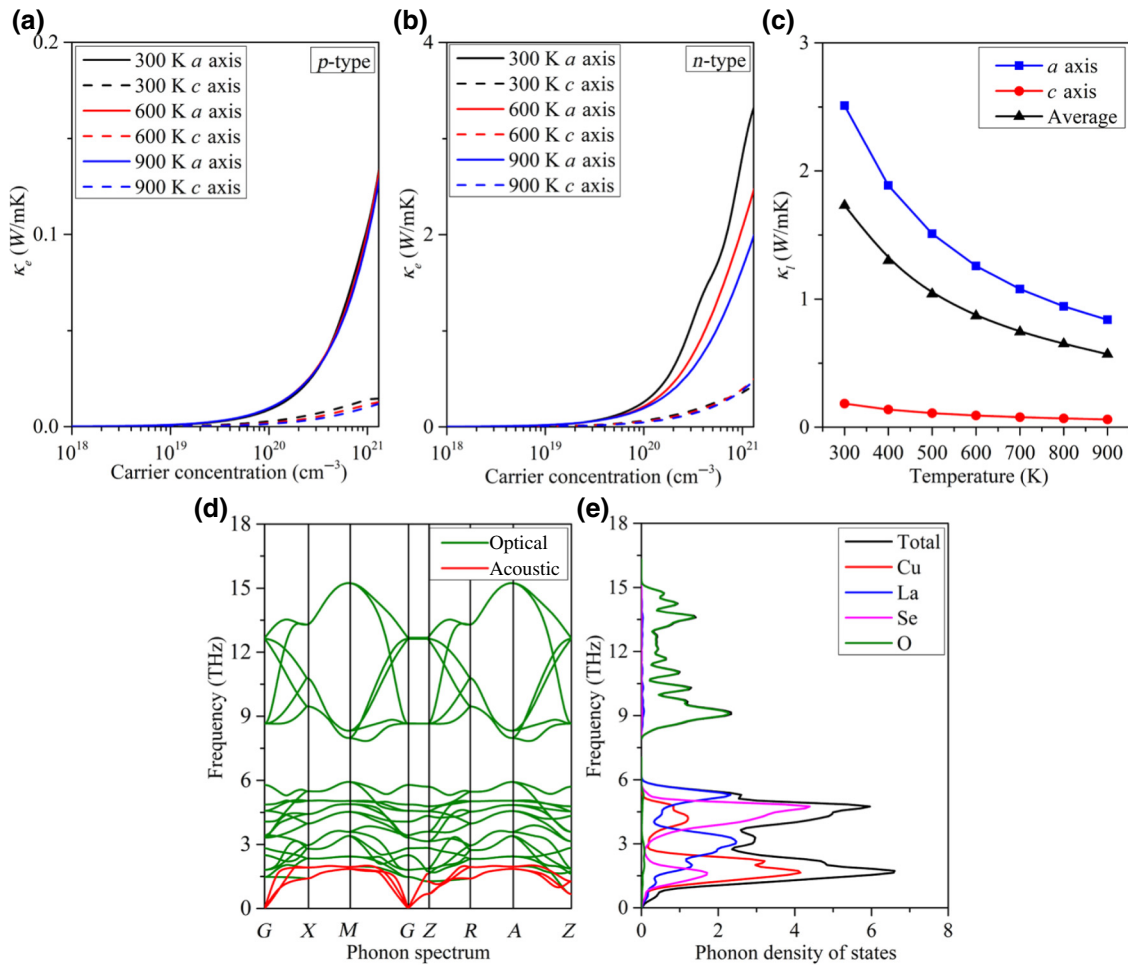 (a)
0.2
0.1
0.0
κe (W/mK)
300 K a axis
300 K c axis
600 K a axis
600 K c axis
900 K a axis
900 K c axis
p-type
10^18
10^19
10^20
10^21
Carrier concentration (cm−3)
(b)
4
2
0
κe (W/mK)
300 K a axis
300 K c axis
600 K a axis
600 K c axis
900 K a axis
900 K c axis
n-type
10^18
10^19
10^20
10^21
Carrier concentration (cm−3)
(c)
3
2
1
0
κl (W/mK)
a axis
c axis
Average
300 400 500 600 700 800 900
Temperature (K)
(d)
18
15
12
9
6
3
0
Frequency (THz)
Optical
Acoustic
G X M G Z R A Z
Phonon spectrum
(e)
18
15
12
9
6
3
0
Frequency (THz)
Total
Cu
La
Se
O
0 1 2 3 4 5 6 7 8
Phonon density of states